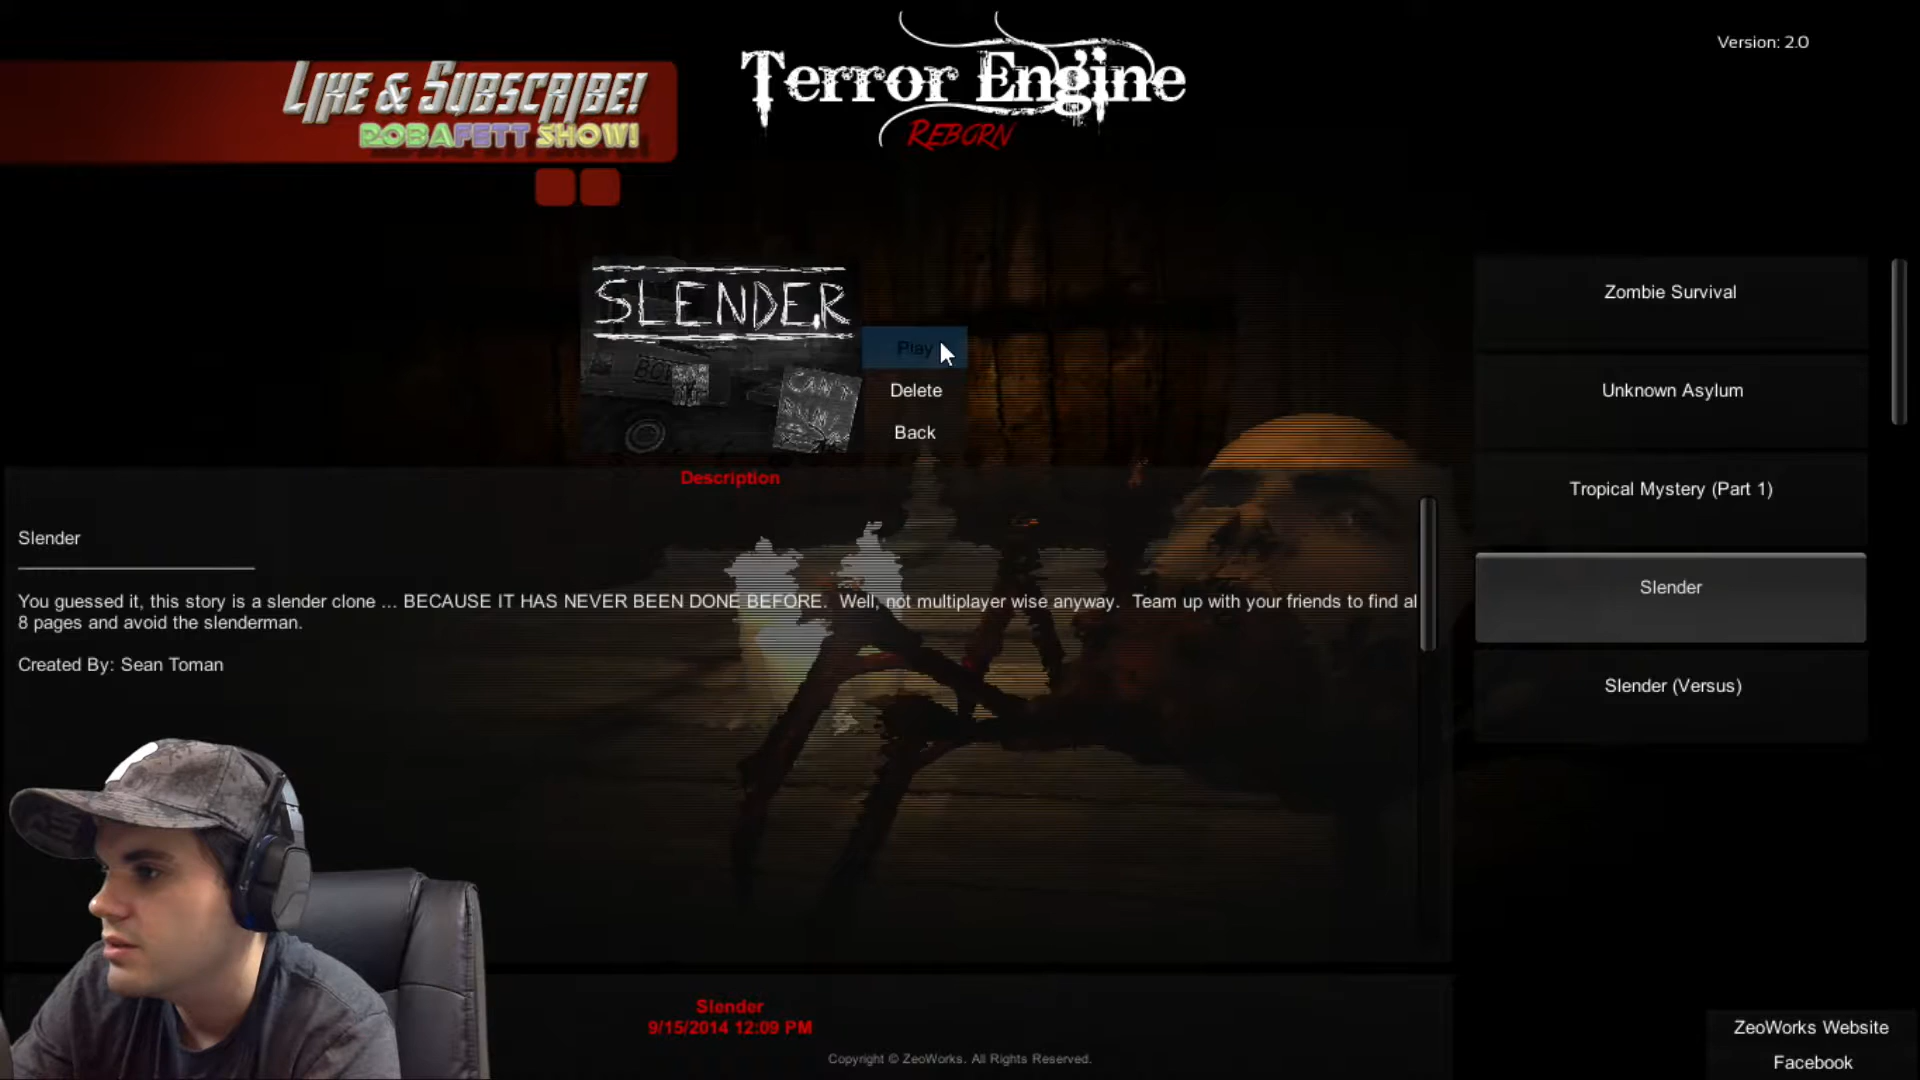 Version: 2.0
LIKE & SUBSCRIBE!
ROBAFETT SHOW!
Terror Engine
REBORN
SLENDER
CAN'T
RUN
Play
Delete
Back
Zombie Survival
Unknown Asylum
Tropical Mystery (Part 1)
Slender
Slender (Versus)
Description
Slender
You guessed it, this story is a slender clone ... BECAUSE IT HAS NEVER BEEN DONE BEFORE.  Well, not multiplayer wise anyway.  Team up with your friends to find al
8 pages and avoid the slenderman.
Created By: Sean Toman
Slender
9/15/2014 12:09 PM
Copyright © ZeoWorks. All Rights Reserved.
ZeoWorks Website
Facebook